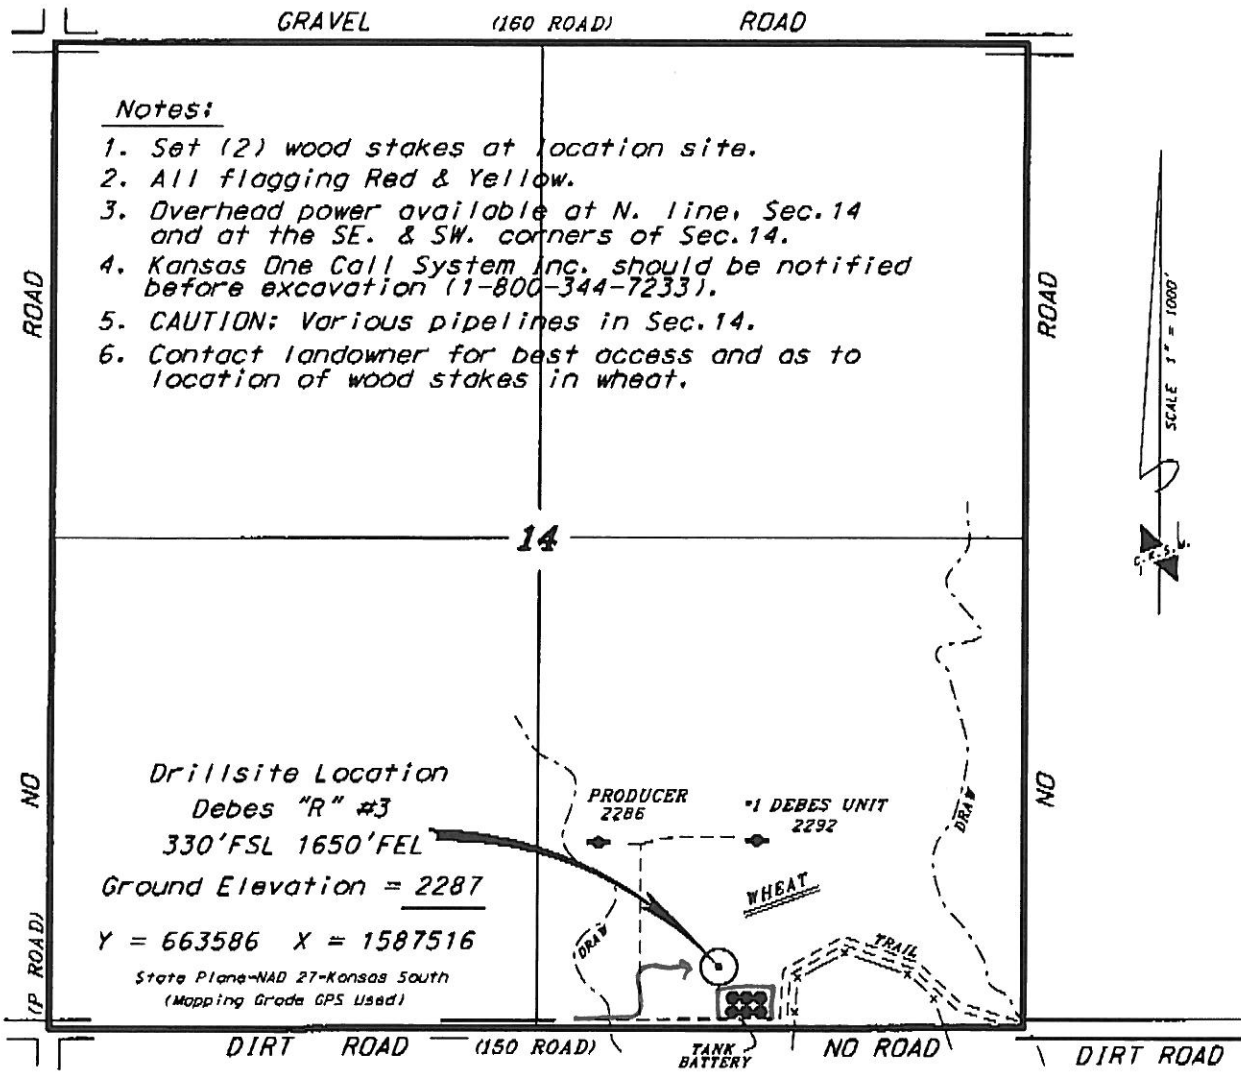 GRAVEL (160 ROAD) ROAD
Notes:
1. Set (2) wood stakes at location site.
2. All flagging Red & Yellow.
3. Overhead power available at N. line, Sec.14
and at the SE. & SW. corners of Sec.14.
4. Kansas One Call System Inc. should be notified
before excavation (1-800-344-7233).
5. CAUTION: Various pipelines in Sec.14.
6. Contact landowner for best access and as to
location of wood stakes in wheat.
ROAD
ROAD
SCALE 1" = 1000'
C.K.S.W.
14
Drillsite Location
Debes "R" #3
330'FSL 1650'FEL
Ground Elevation = 2287
Y = 663586 X = 1587516
State Plane-NAD 27-Kansas South
(Mapping Grade GPS Used)
PRODUCER
2286
#1 DEBES UNIT
2292
WHEAT
DRAW
DRAW
TRAIL
NO
NO
(P ROAD)
DIRT ROAD (150 ROAD)
TANK
BATTERY
NO ROAD
DIRT ROAD